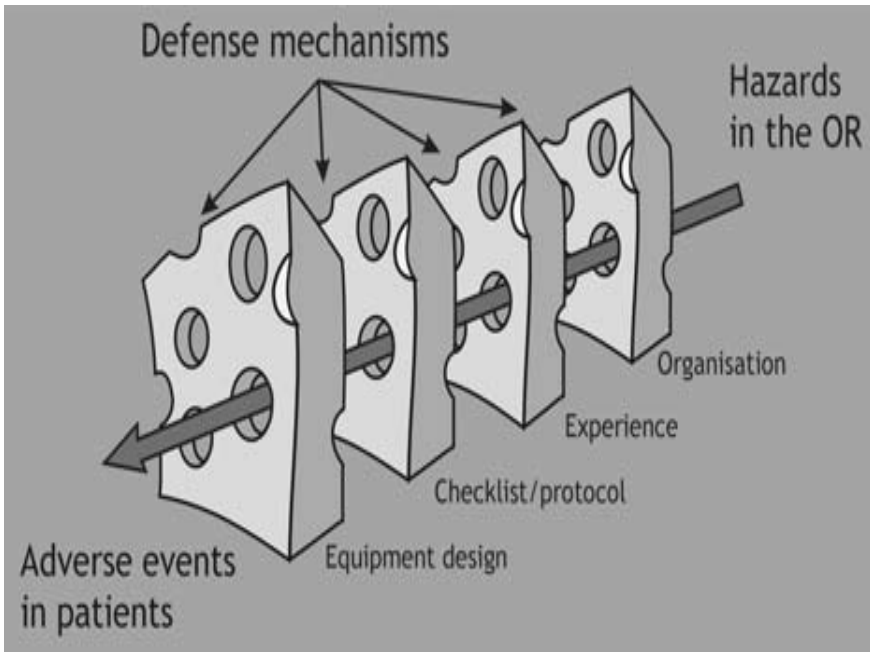 Defense mechanisms
Hazards
in the OR
Organisation
Experience
Checklist/protocol
Equipment design
Adverse events
in patients